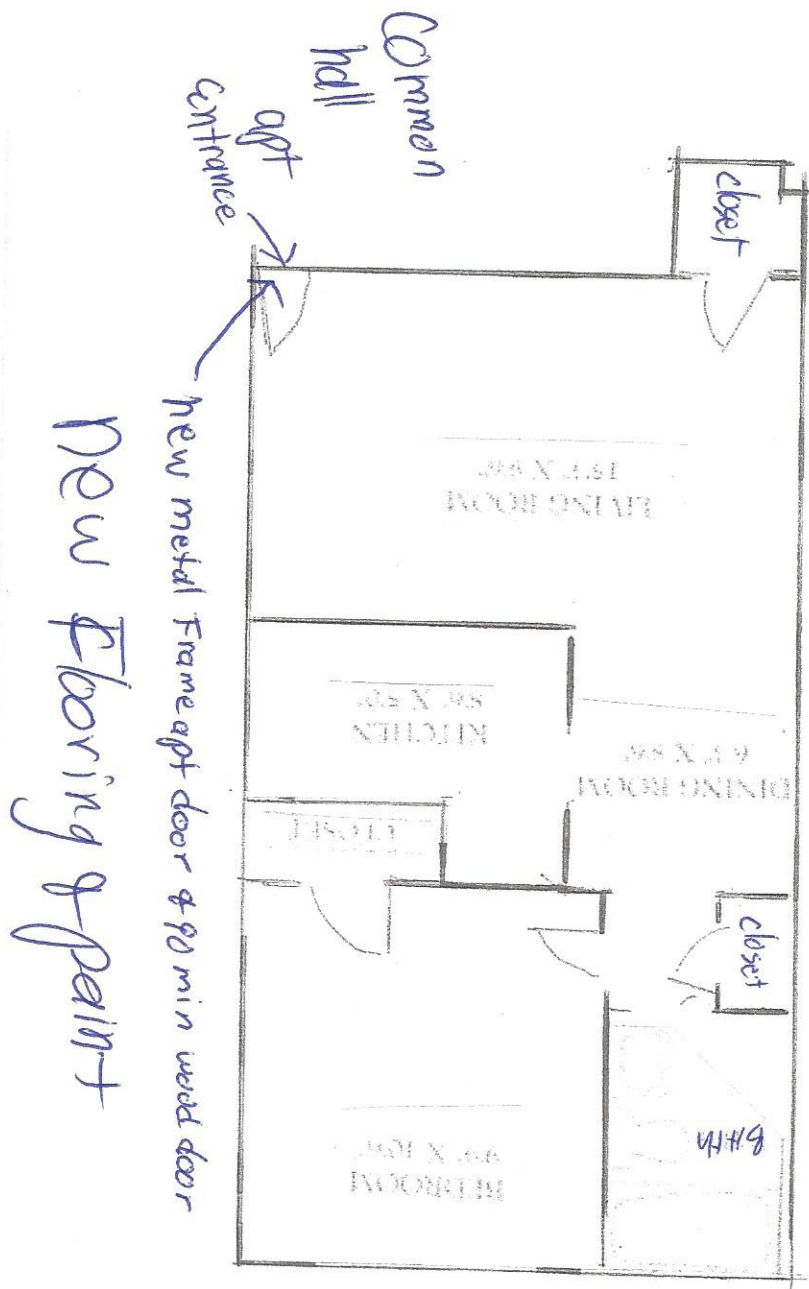 Common
hall
apt
entrance
closet
new metal Frame apt door & 90 min wood door
New Flooring & paint
LIVING ROOM
KITCHEN
DINING ROOM
CLOSET
closet
BATH
BEDROOM